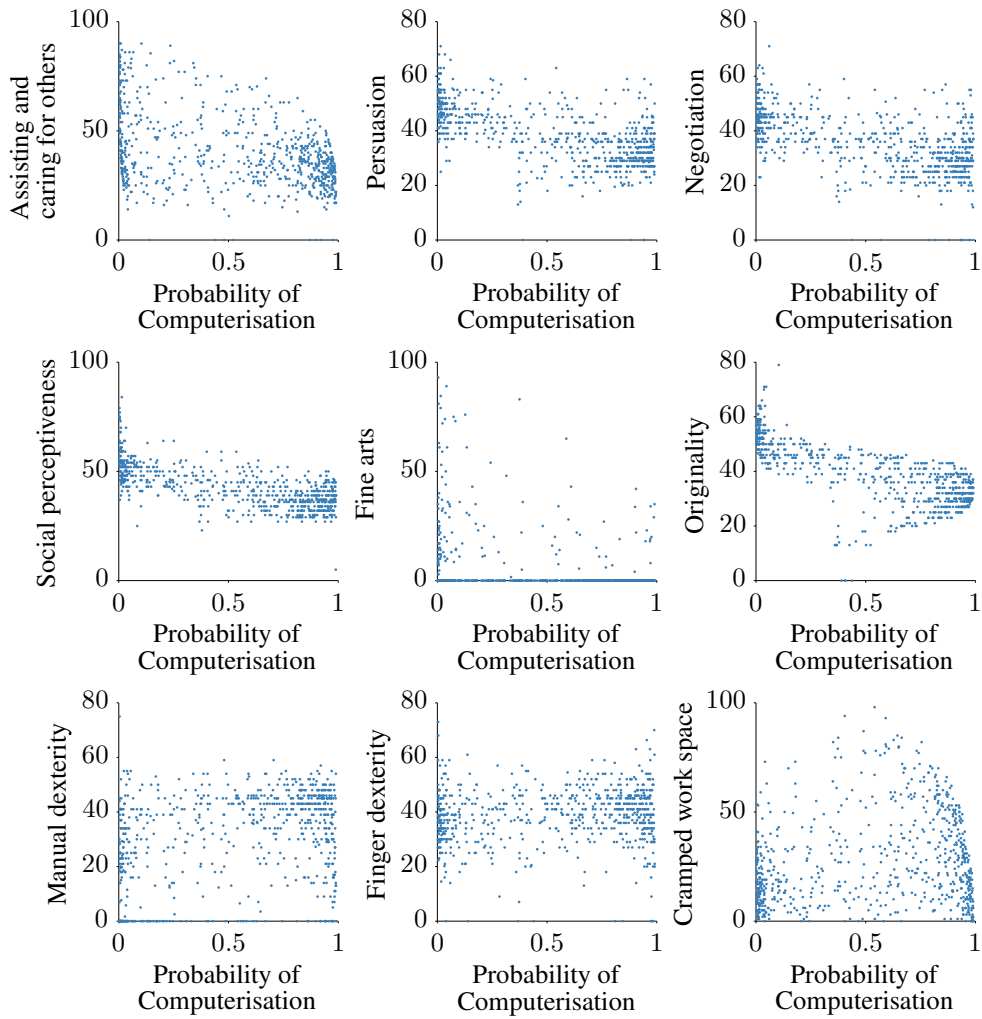 100
50
0
Assisting and
caring for others
0 0.5 1
Probability of
Computerisation
80
60
40
20
0
Persuasion
0 0.5 1
Probability of
Computerisation
80
60
40
20
0
Negotiation
0 0.5 1
Probability of
Computerisation
100
50
0
Social perceptiveness
0 0.5 1
Probability of
Computerisation
100
50
0
Fine arts
0 0.5 1
Probability of
Computerisation
80
60
40
20
0
Originality
0 0.5 1
Probability of
Computerisation
80
60
40
20
0
Manual dexterity
0 0.5 1
Probability of
Computerisation
80
60
40
20
0
Finger dexterity
0 0.5 1
Probability of
Computerisation
100
50
0
Cramped work space
0 0.5 1
Probability of
Computerisation